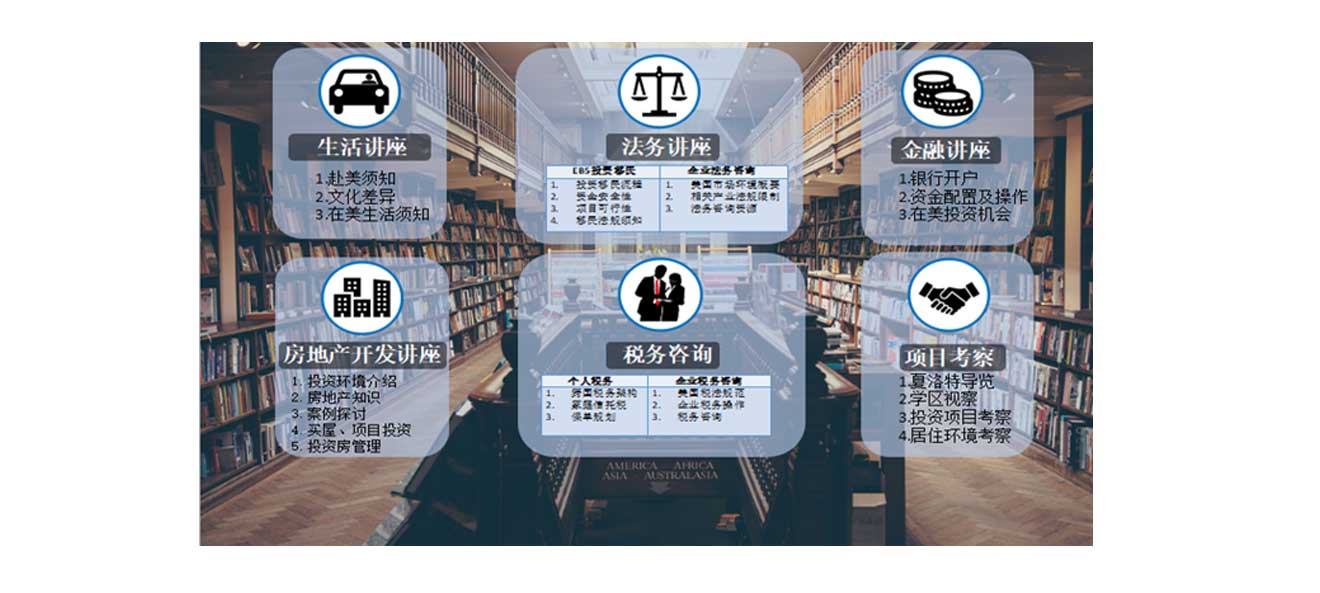 生活讲座
1.赴美须知
2.文化差异
3.在美生活须知
法务讲座
EB5投资移民
1. 投资移民流程
2. 资金安全性
3. 项目可行性
4. 移民法规须知
企业法务咨询
1. 美国市场环境概要
2. 相关产业法规限制
3. 法务咨询资源
金融讲座
1.银行开户
2.资金配置及操作
3.在美投资机会
房地产开发讲座
1. 投资环境介绍
2. 房地产知识
3. 案例探讨
4. 买屋、项目投资
5. 投资房管理
税务咨询
个人税务
1. 跨国税务架构
2. 家庭信托税
3. 保单规划
企业税务咨询
1. 美国税法规范
2. 企业税务操作
3. 税务咨询
项目考察
1.夏洛特导览
2.学区视察
3.投资项目考察
4.居住环境考察
AMERICA AFRICA
ASIA AUSTRALASIA